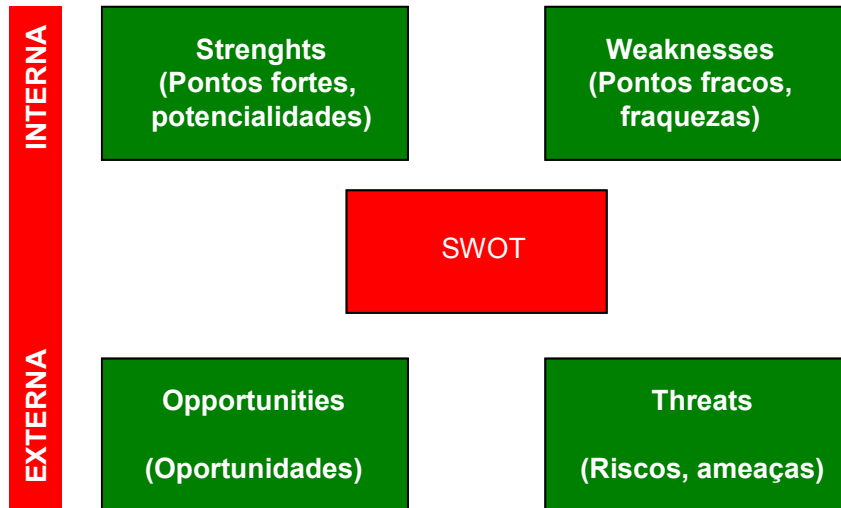 INTERNA
Strenghts
(Pontos fortes,
potencialidades)
Weaknesses
(Pontos fracos,
fraquezas)
SWOT
EXTERNA
Opportunities
(Oportunidades)
Threats
(Riscos, ameaças)